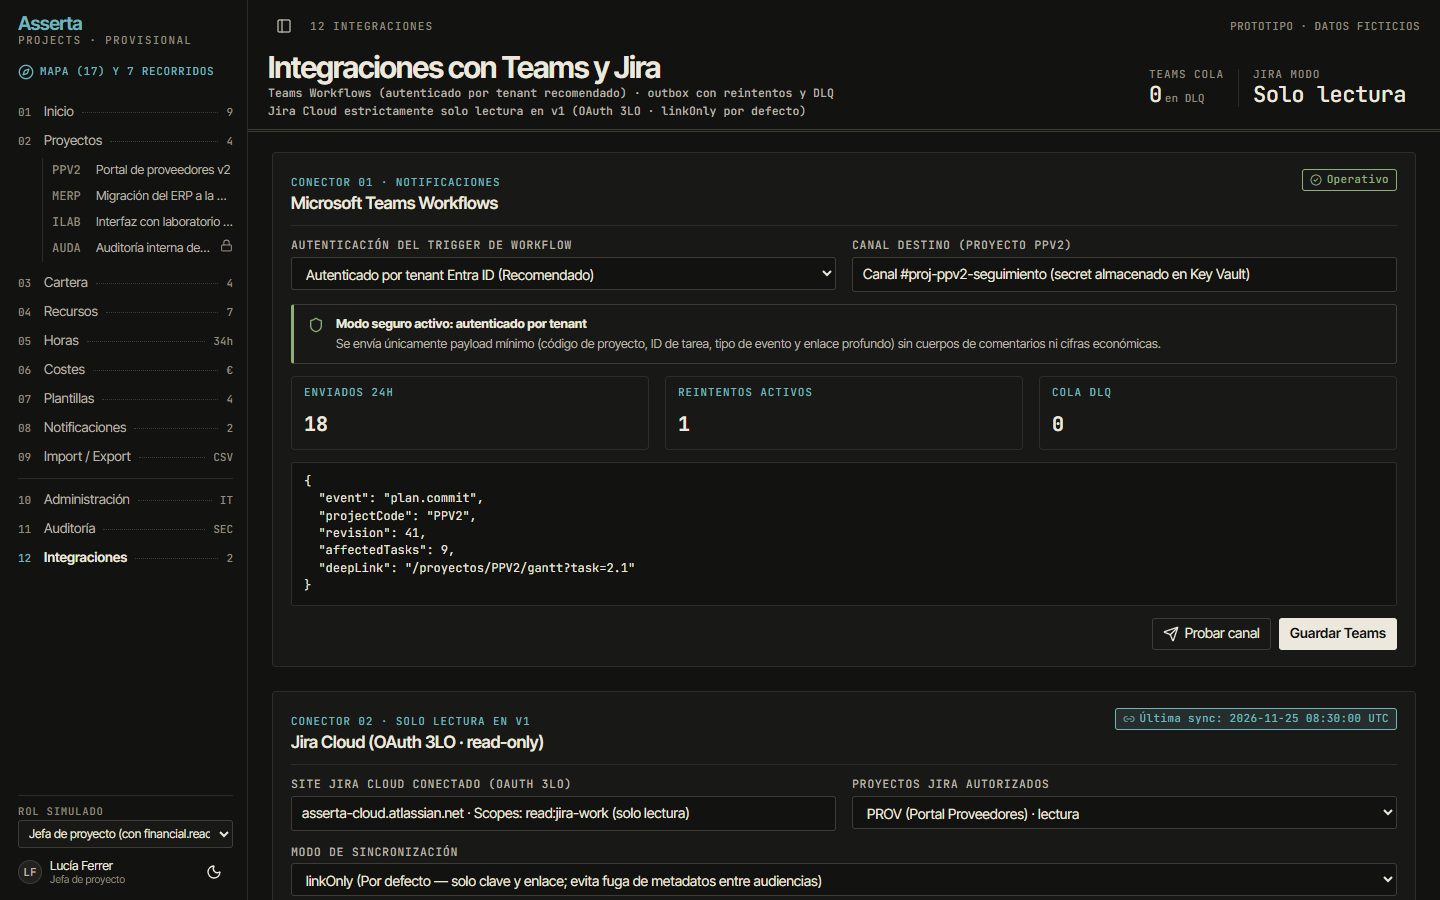 Asserta
PROJECTS · PROVISIONAL
MAPA (17) Y 7 RECORRIDOS
01 Inicio 9
02 Proyectos 4
PPV2 Portal de proveedores v2
MERP Migración del ERP a la ...
ILAB Interfaz con laboratorio ...
AUDA Auditoría interna de...
03 Cartera 4
04 Recursos 7
05 Horas 34h
06 Costes €
07 Plantillas 4
08 Notificaciones 2
09 Import / Export CSV
10 Administración IT
11 Auditoría SEC
12 Integraciones 2
ROL SIMULADO
Jefa de proyecto (con financial.read
LF Lucía Ferrer
Jefa de proyecto
12 INTEGRACIONES
PROTOTIPO · DATOS FICTICIOS
Integraciones con Teams y Jira
Teams Workflows (autenticado por tenant recomendado) · outbox con reintentos y DLQ
Jira Cloud estrictamente solo lectura en v1 (OAuth 3LO · linkOnly por defecto)
TEAMS COLA
0 en DLQ
JIRA MODO
Solo lectura
CONECTOR 01 · NOTIFICACIONES
Microsoft Teams Workflows
Operativo
AUTENTICACIÓN DEL TRIGGER DE WORKFLOW
Autenticado por tenant Entra ID (Recomendado)
CANAL DESTINO (PROYECTO PPV2)
Canal #proj-ppv2-seguimiento (secret almacenado en Key Vault)
Modo seguro activo: autenticado por tenant
Se envía únicamente payload mínimo (código de proyecto, ID de tarea, tipo de evento y enlace profundo) sin cuerpos de comentarios ni cifras económicas.
ENVIADOS 24H
18
REINTENTOS ACTIVOS
1
COLA DLQ
0
{
"event": "plan.commit",
"projectCode": "PPV2",
"revision": 41,
"affectedTasks": 9,
"deepLink": "/proyectos/PPV2/gantt?task=2.1"
}
Probar canal
Guardar Teams
CONECTOR 02 · SOLO LECTURA EN V1
Jira Cloud (OAuth 3LO · read-only)
Última sync: 2026-11-25 08:30:00 UTC
SITE JIRA CLOUD CONECTADO (OAUTH 3LO)
asserta-cloud.atlassian.net · Scopes: read:jira-work (solo lectura)
PROYECTOS JIRA AUTORIZADOS
PROV (Portal Proveedores) · lectura
MODO DE SINCRONIZACIÓN
linkOnly (Por defecto — solo clave y enlace; evita fuga de metadatos entre audiencias)